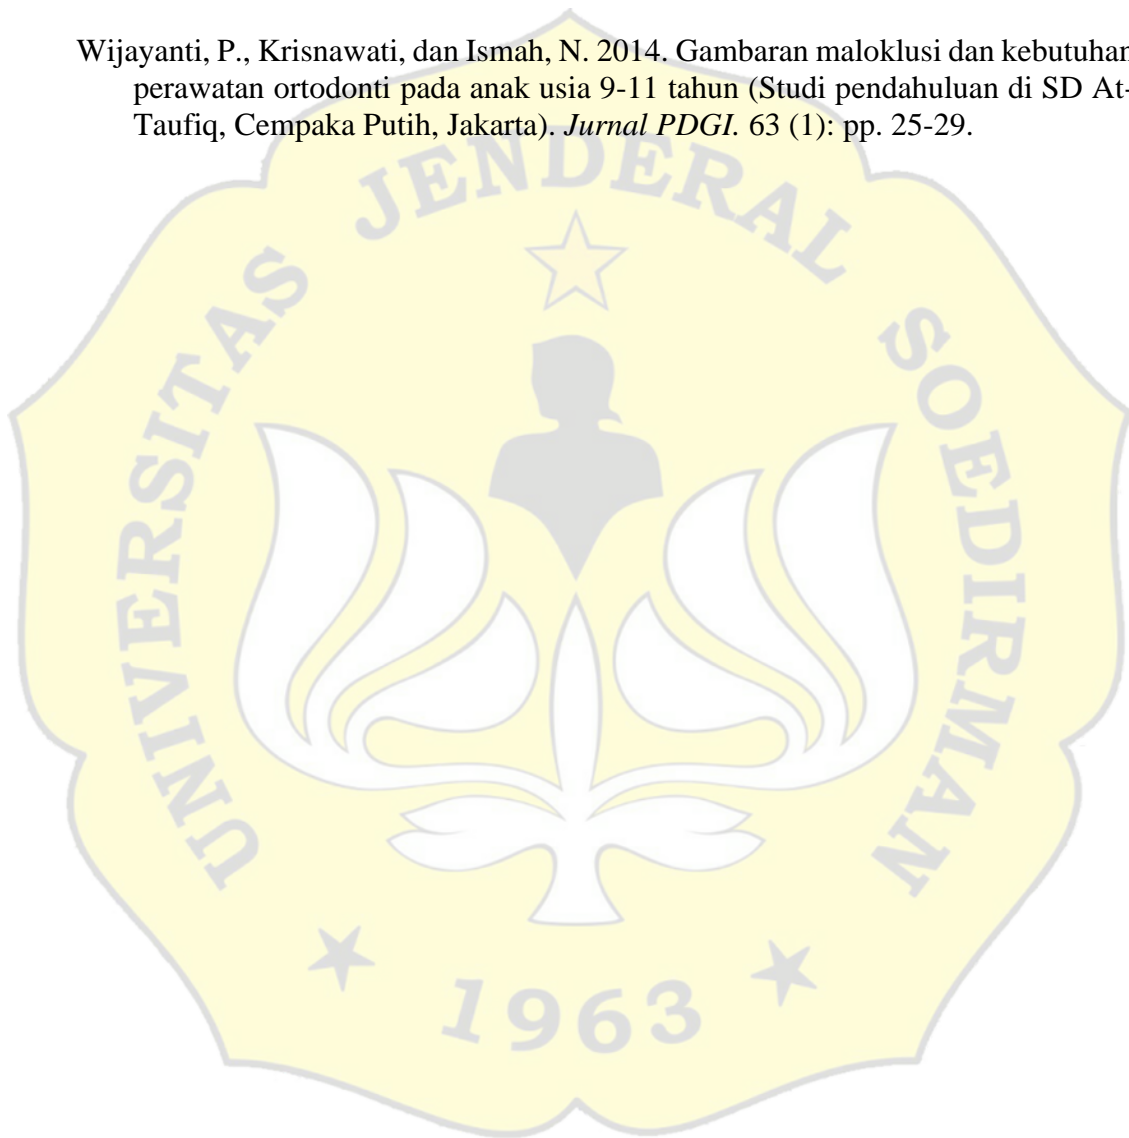 Wijayanti, P., Krisnawati, dan Ismah, N. 2014. Gambaran maloklusi dan kebutuhan
perawatan ortodonti pada anak usia 9-11 tahun (Studi pendahuluan di SD At-
Taufiq, Cempaka Putih, Jakarta). Jurnal PDGI. 63 (1): pp. 25-29.
UNIVERSITAS JENDERAL SOEDIRMAN
1963